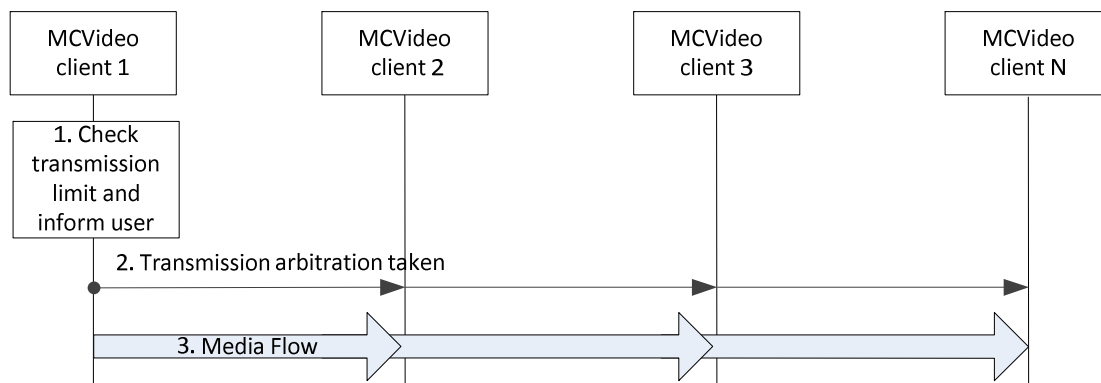 MCVideo
client 1
MCVideo
client 2
MCVideo
client 3
MCVideo
client N
1. Check
transmission
limit and
inform user
2. Transmission arbitration taken
3. Media Flow